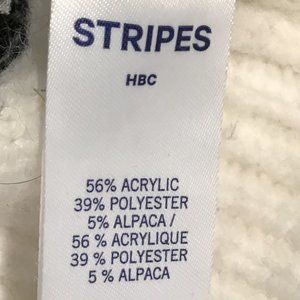 STRIPES
HBC
56% ACRYLIC
39% POLYESTER
5% ALPACA /
56 % ACRYLIQUE
39 % POLYESTER
5 % ALPACA